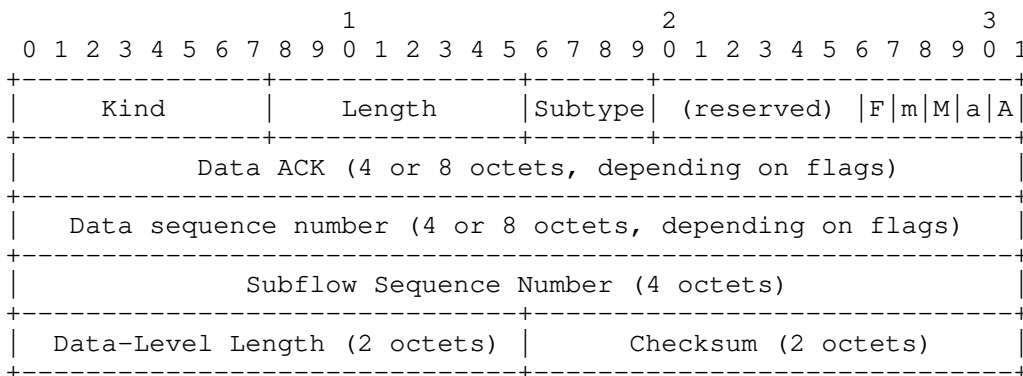 1 2 3
0 1 2 3 4 5 6 7 8 9 0 1 2 3 4 5 6 7 8 9 0 1 2 3 4 5 6 7 8 9 0 1
Kind | Length |Subtype| (reserved) |F|m|M|a|A|
Data ACK (4 or 8 octets, depending on flags)
Data sequence number (4 or 8 octets, depending on flags)
Subflow Sequence Number (4 octets)
Data-Level Length (2 octets) | Checksum (2 octets)